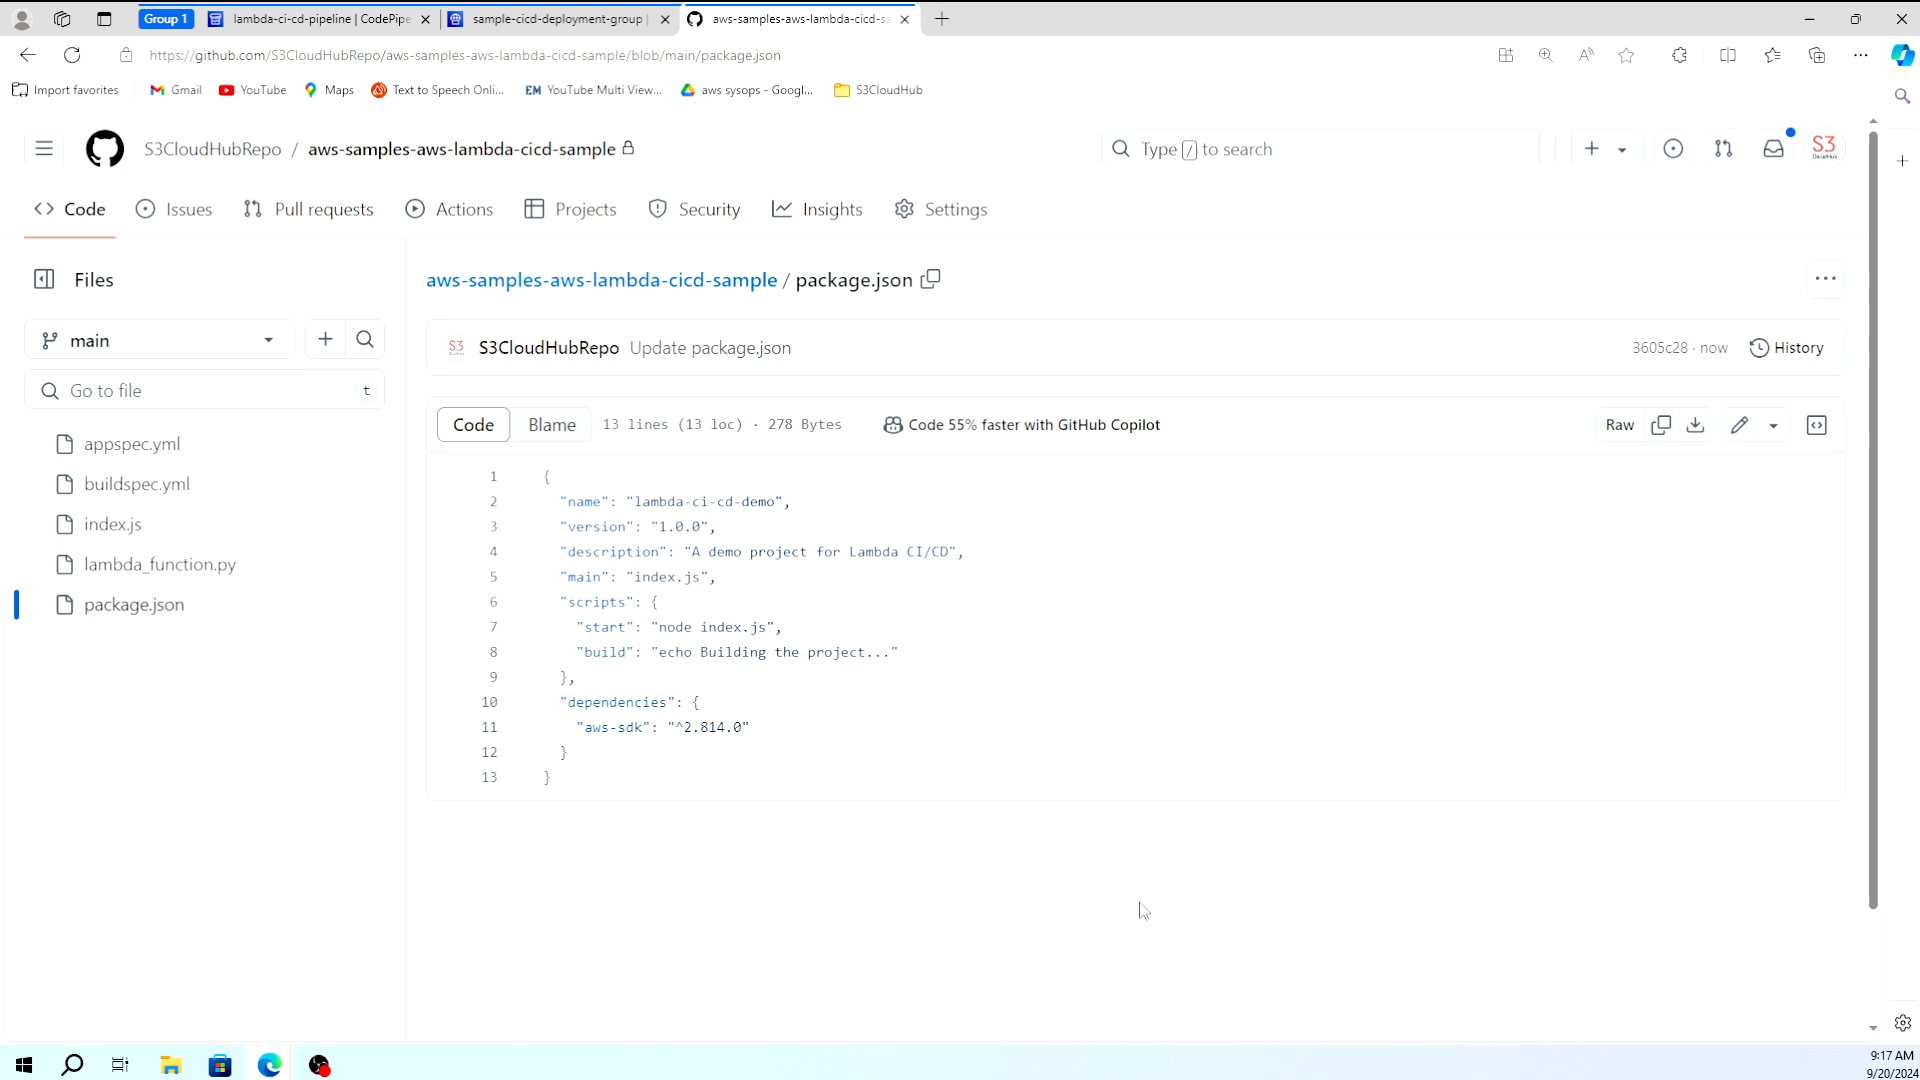 Group 1
lambda-ci-cd-pipeline | CodePipe
sample-cicd-deployment-group |
aws-samples-aws-lambda-cicd-sa
https://github.com/S3CloudHubRepo/aws-samples-aws-lambda-cicd-sample/blob/main/package.json
Import favorites
Gmail
YouTube
Maps
Text to Speech Onli...
EM YouTube Multi View...
aws sysops - Googl...
S3CloudHub
S3CloudHubRepo / aws-samples-aws-lambda-cicd-sample
Type / to search
S3
CloudHub
Code
Issues
Pull requests
Actions
Projects
Security
Insights
Settings
Files
aws-samples-aws-lambda-cicd-sample / package.json
main
S3 S3CloudHubRepo Update package.json
3605c28 · now
History
Go to file
t
Code
Blame
13 lines (13 loc) · 278 Bytes
Code 55% faster with GitHub Copilot
Raw
appspec.yml
buildspec.yml
index.js
lambda_function.py
package.json
1 {
2 "name": "lambda-ci-cd-demo",
3 "version": "1.0.0",
4 "description": "A demo project for Lambda CI/CD",
5 "main": "index.js",
6 "scripts": {
7 "start": "node index.js",
8 "build": "echo Building the project..."
9 },
10 "dependencies": {
11 "aws-sdk": "^2.814.0"
12 }
13 }
9:17 AM
9/20/2024